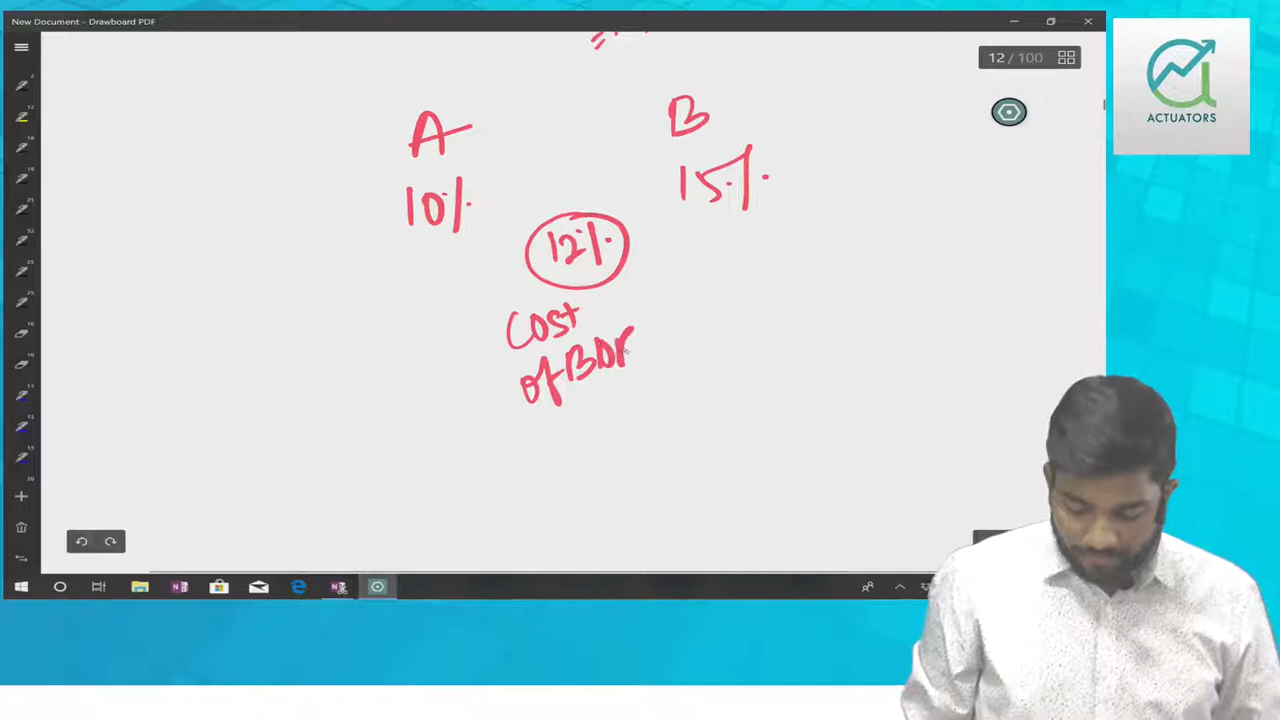 New Document - Drawboard PDF
12 / 100
ACTUATORS
A
B
10%
15%
12%
Cost
of BOR